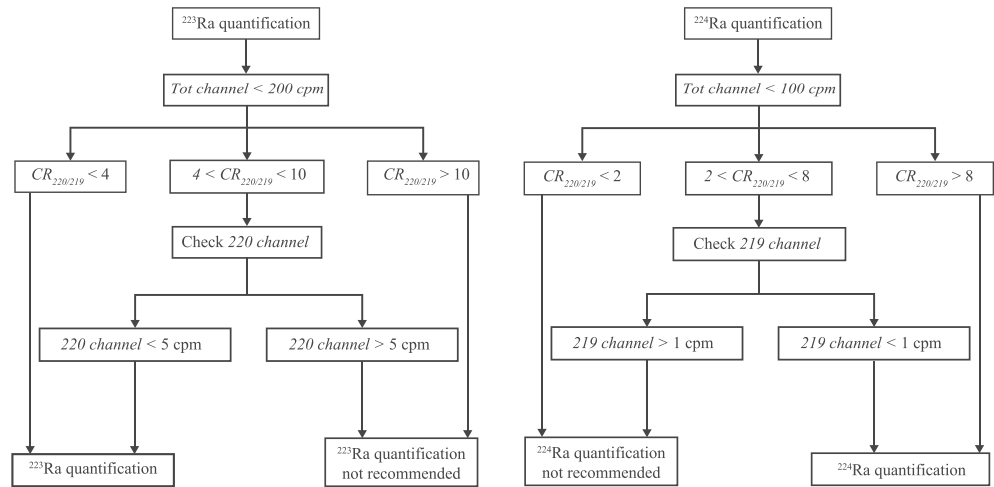 ²²³Ra quantification
Tot channel < 200 cpm
CR220/219 < 4
4 < CR220/219 < 10
CR220/219 > 10
Check 220 channel
220 channel < 5 cpm
220 channel > 5 cpm
²²³Ra quantification
²²³Ra quantification
not recommended
²²⁴Ra quantification
Tot channel < 100 cpm
CR220/219 < 2
2 < CR220/219 < 8
CR220/219 > 8
Check 219 channel
219 channel > 1 cpm
219 channel < 1 cpm
²²⁴Ra quantification
not recommended
²²⁴Ra quantification